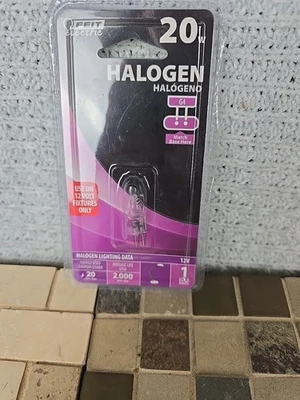 FEIT
electric
20W
HALOGEN
HALÓGENO
G4
Match
Base Here
USE ON
12 VOLT
FIXTURES
ONLY
HALOGEN LIGHTING DATA
12V
20
2,000
1